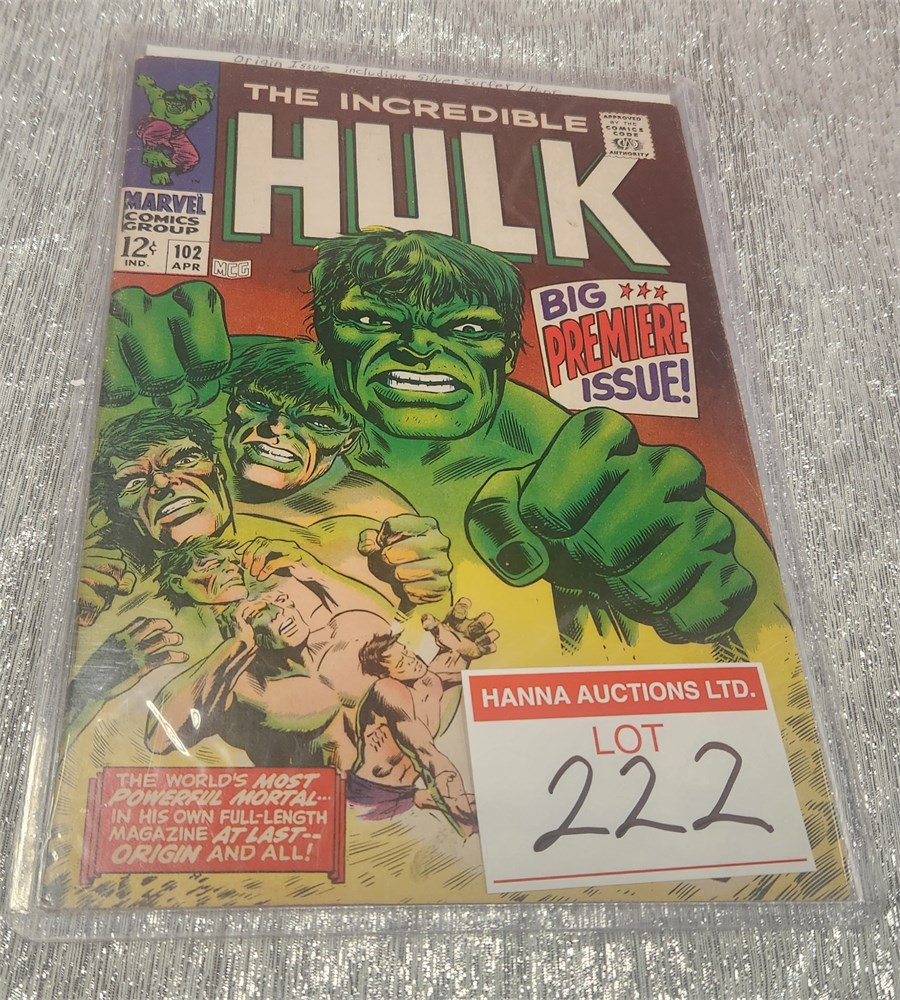 Origin Issue including Silver Surfer/Thor
THE INCREDIBLE
HULK
APPROVED
BY THE
COMICS
CODE
AUTHORITY
MARVEL
COMICS
GROUP
12¢
IND.
102
APR
MCG
BIG
PREMIERE
ISSUE!
HANNA AUCTIONS LTD.
LOT
222
THE WORLD'S MOST
POWERFUL MORTAL...
IN HIS OWN FULL-LENGTH
MAGAZINE AT LAST--
ORIGIN AND ALL!